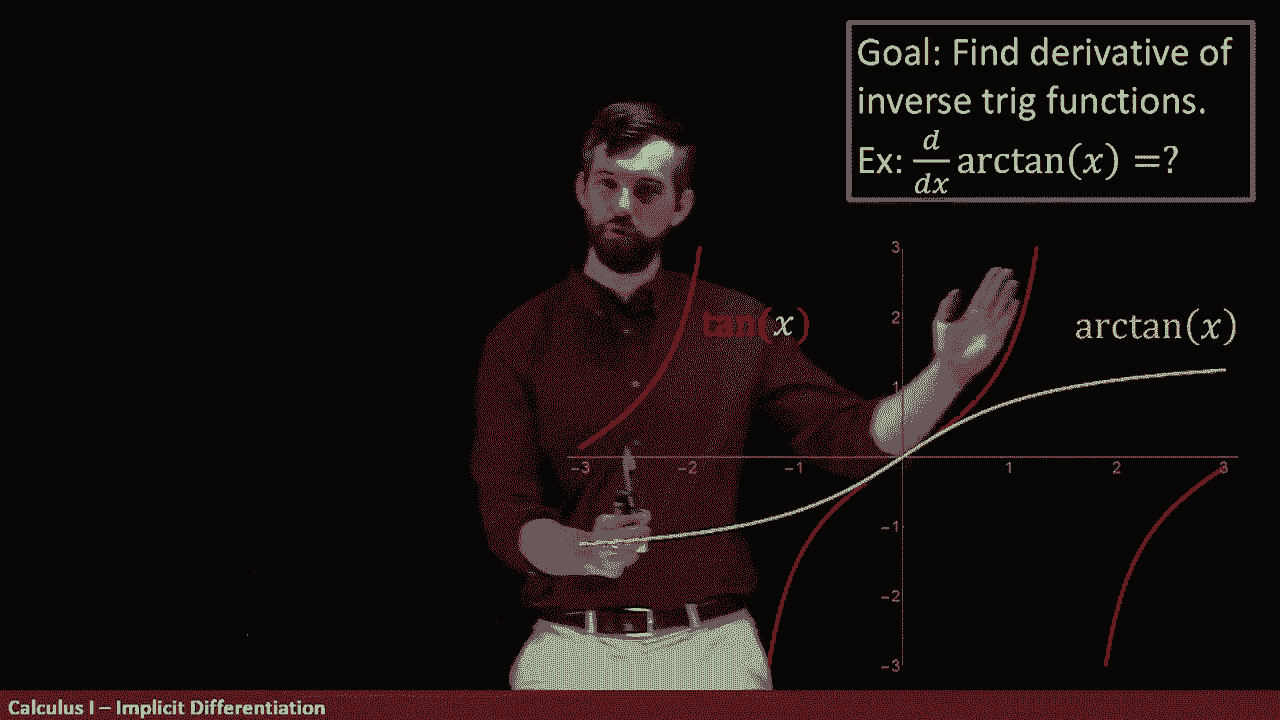 Goal: Find derivative of
inverse trig functions.
Ex: d/dx arctan(x) =?
tan(x)
arctan(x)
3
2
1
-3 -2 -1 1 2 3
-1
-2
-3
Calculus I – Implicit Differentiation